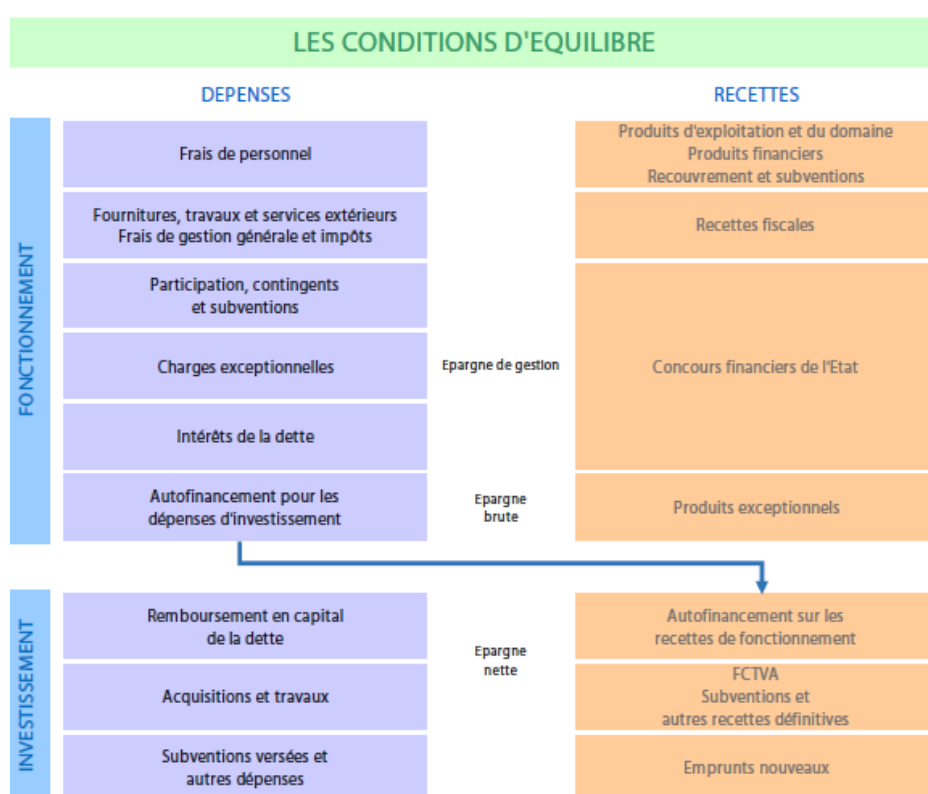 LES CONDITIONS D'EQUILIBRE
DEPENSES
RECETTES
FONCTIONNEMENT
Frais de personnel
Produits d'exploitation et du domaine
Produits financiers
Recouvrement et subventions
Fournitures, travaux et services extérieurs
Frais de gestion générale et impôts
Recettes fiscales
Participation, contingents
et subventions
Charges exceptionnelles
Epargne de gestion
Concours financiers de l'Etat
Intérêts de la dette
Autofinancement pour les
dépenses d'investissement
Epargne
brute
Produits exceptionnels
INVESTISSEMENT
Remboursement en capital
de la dette
Epargne
nette
Autofinancement sur les
recettes de fonctionnement
Acquisitions et travaux
FCTVA
Subventions et
autres recettes définitives
Subventions versées et
autres dépenses
Emprunts nouveaux